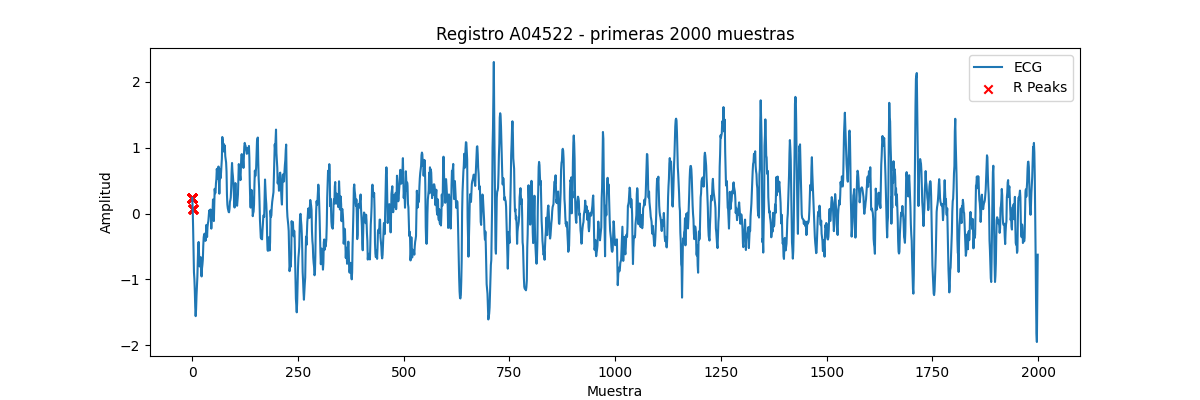 Registro A04522 - primeras 2000 muestras
ECG
R Peaks
Amplitud
2
1
0
−1
−2
0 250 500 750 1000 1250 1500 1750 2000
Muestra